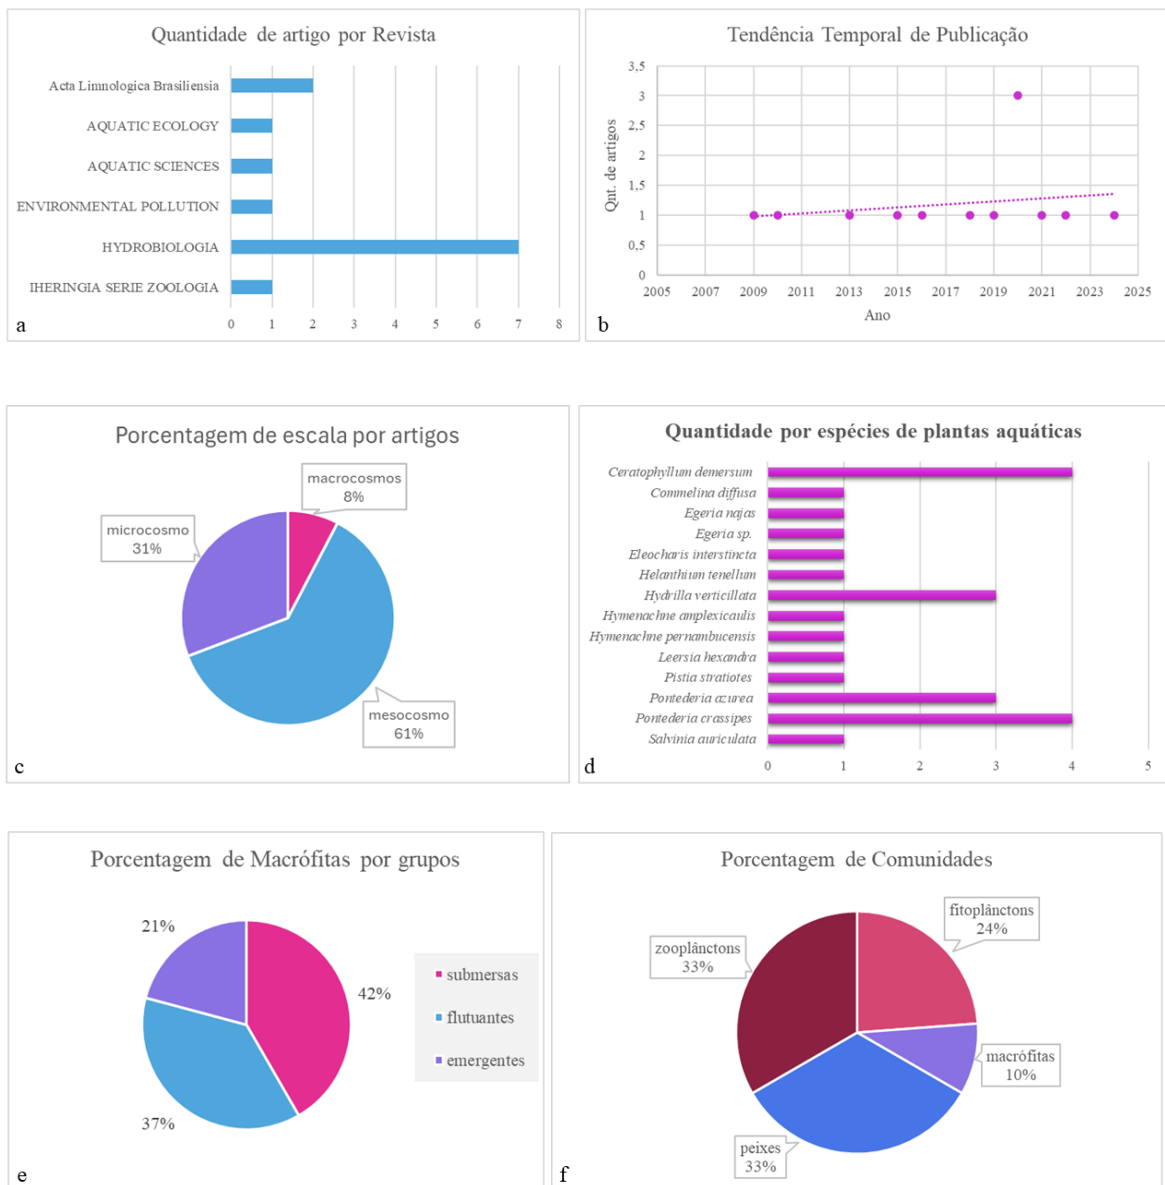 Quantidade de artigo por Revista
Acta Limnologica Brasiliensia
AQUATIC ECOLOGY
AQUATIC SCIENCES
ENVIRONMENTAL POLLUTION
HYDROBIOLOGIA
IHERINGIA SERIE ZOOLOGIA
0 1 2 3 4 5 6 7 8
a
Tendência Temporal de Publicação
3,5
3
2,5
2
1,5
1
0,5
0
Qnt. de artigos
2005 2007 2009 2011 2013 2015 2017 2019 2021 2023 2025
Ano
b
Porcentagem de escala por artigos
macrocosmos
8%
microcosmo
31%
mesocosmo
61%
c
Quantidade por espécies de plantas aquáticas
Ceratophyllum demersum
Commelina diffusa
Egeria najas
Egeria sp.
Eleocharis interstincta
Helanthium tenellum
Hydrilla verticillata
Hymenachne amplexicaulis
Hymenachne pernambucensis
Leersia hexandra
Pistia stratiotes
Pontederia azurea
Pontederia crassipes
Salvinia auriculata
0 1 2 3 4 5
d
Porcentagem de Macrófitas por grupos
21%
42%
37%
submersas
flutuantes
emergentes
e
Porcentagem de Comunidades
fitoplânctons
24%
zooplânctons
33%
macrófitas
10%
peixes
33%
f